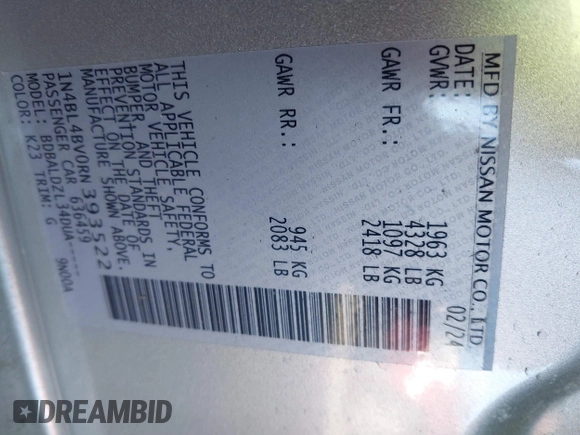 MFD BY NISSAN MOTOR CO., LTD
DATE: 02/24
GVWR: 1963 KG
4328 LB
GAWR FR.: 1097 KG
2418 LB
GAWR RR.: 945 KG
2083 LB
THIS VEHICLE CONFORMS TO
ALL APPLICABLE FEDERAL
MOTOR VEHICLE SAFETY,
BUMPER, AND THEFT
PREVENTION STANDARDS IN
EFFECT ON THE DATE OF
MANUFACTURE SHOWN ABOVE.
1N4BL4BV0RN393522
PASSENGER CAR 636459
MODEL: BDBALDZL34DUA----- 9N00A
COLOR: K23 TRIM: G
DREAMBID